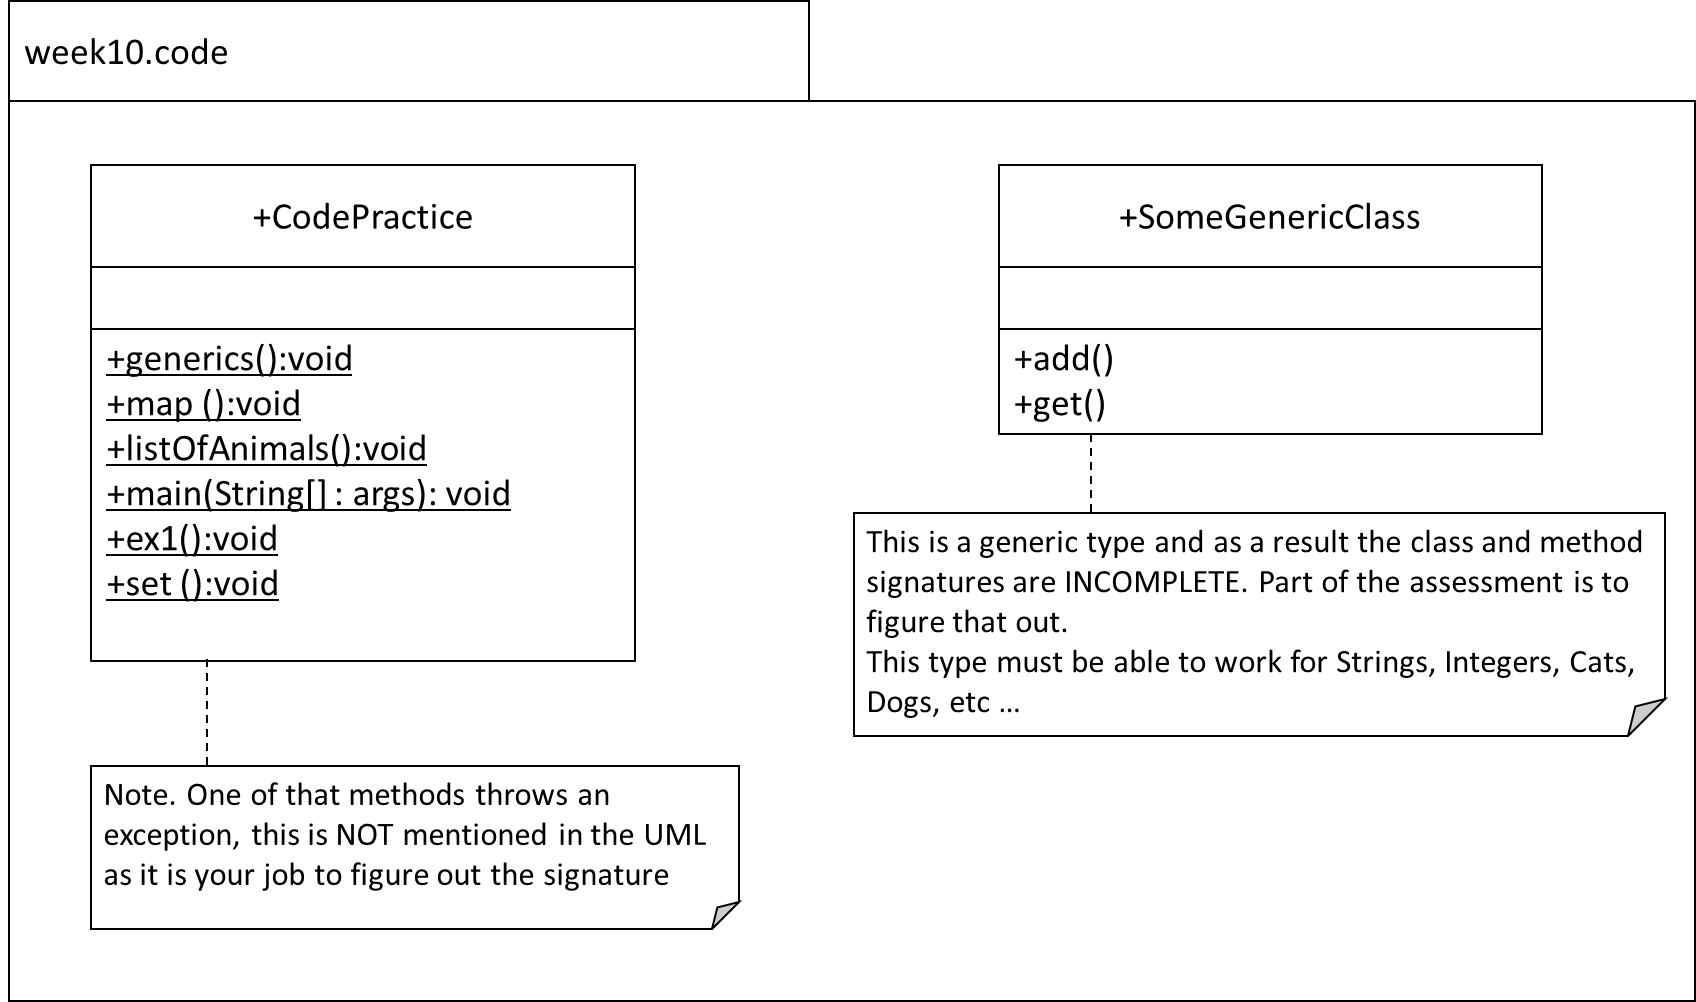 week10.code
+CodePractice
+generics():void
+map ():void
+listOfAnimals():void
+main(String[] : args): void
+ex1():void
+set ():void
Note. One of that methods throws an
exception, this is NOT mentioned in the UML
as it is your job to figure out the signature
+SomeGenericClass
+add()
+get()
This is a generic type and as a result the class and method
signatures are INCOMPLETE. Part of the assessment is to
figure that out.
This type must be able to work for Strings, Integers, Cats,
Dogs, etc ...